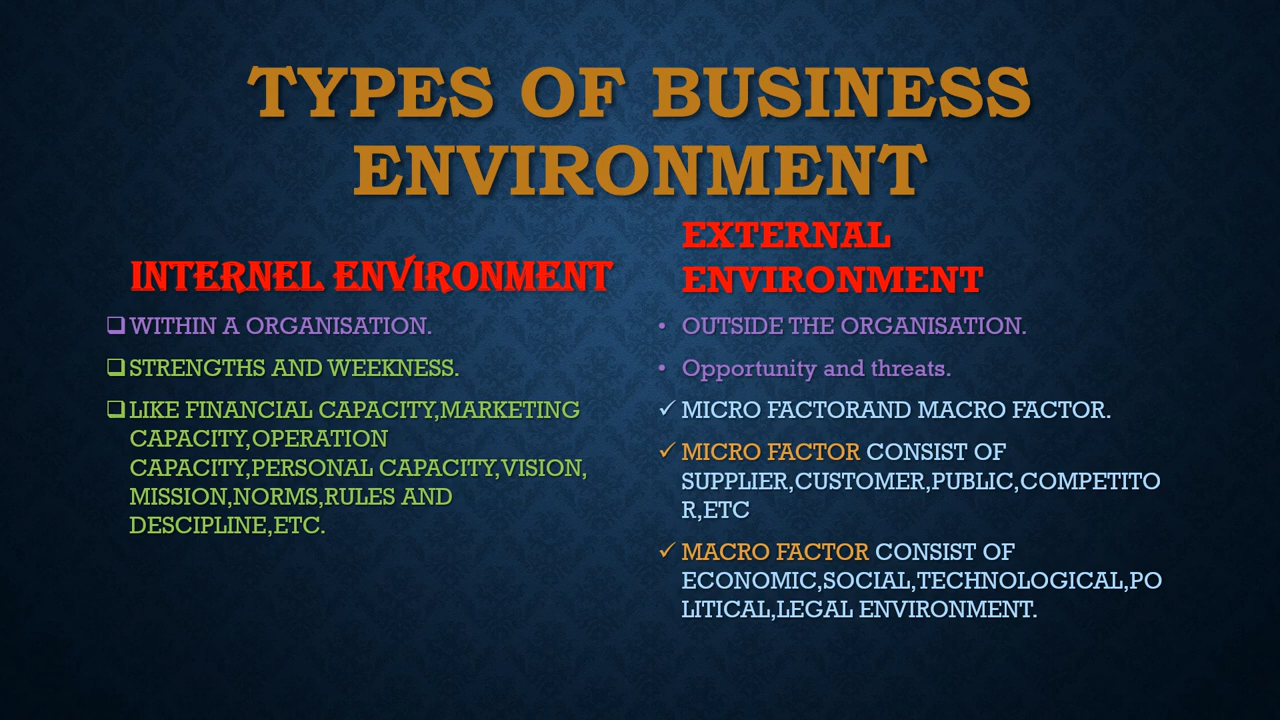 TYPES OF BUSINESS
ENVIRONMENT
INTERNEL ENVIRONMENT
WITHIN A ORGANISATION.
STRENGTHS AND WEEKNESS.
LIKE FINANCIAL CAPACITY,MARKETING
CAPACITY,OPERATION
CAPACITY,PERSONAL CAPACITY,VISION,
MISSION,NORMS,RULES AND
DESCIPLINE,ETC.
EXTERNAL
ENVIRONMENT
• OUTSIDE THE ORGANISATION.
• Opportunity and threats.
✓ MICRO FACTORAND MACRO FACTOR.
✓ MICRO FACTOR CONSIST OF
SUPPLIER,CUSTOMER,PUBLIC,COMPETITO
R,ETC
✓ MACRO FACTOR CONSIST OF
ECONOMIC,SOCIAL,TECHNOLOGICAL,PO
LITICAL,LEGAL ENVIRONMENT.